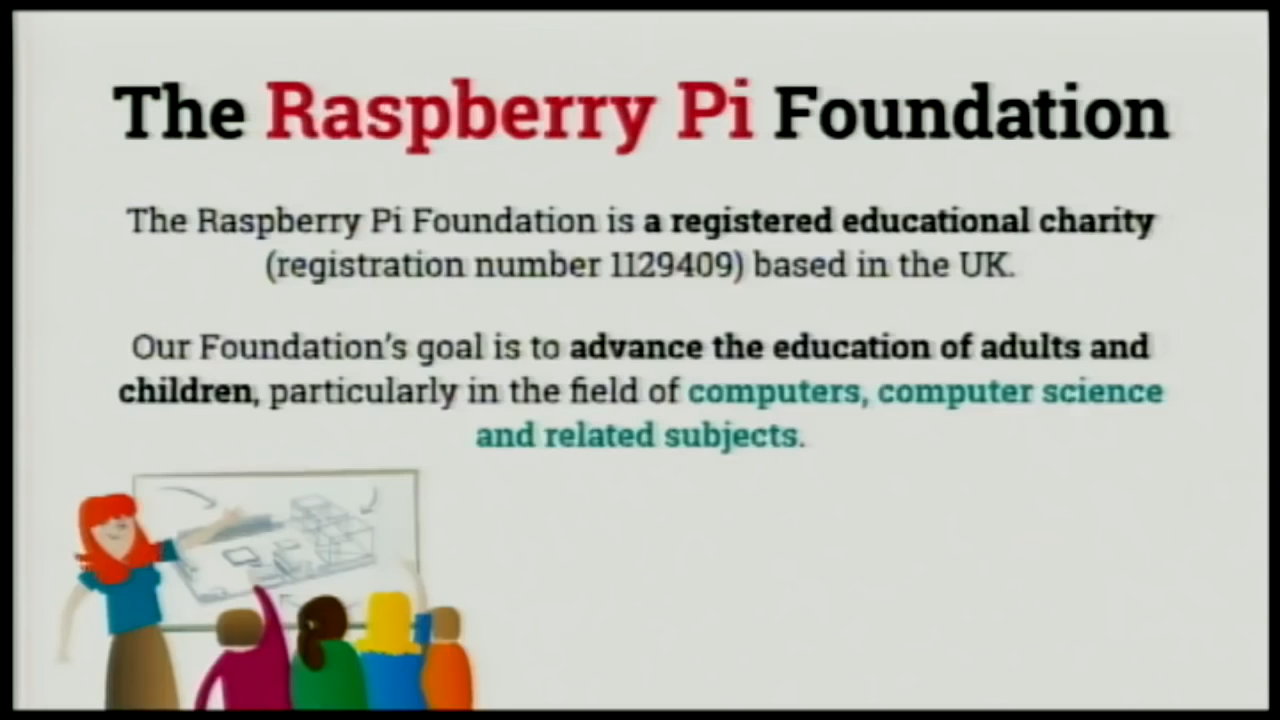 The Raspberry Pi Foundation
The Raspberry Pi Foundation is a registered educational charity
(registration number 1129409) based in the UK.
Our Foundation's goal is to advance the education of adults and
children, particularly in the field of computers, computer science
and related subjects.